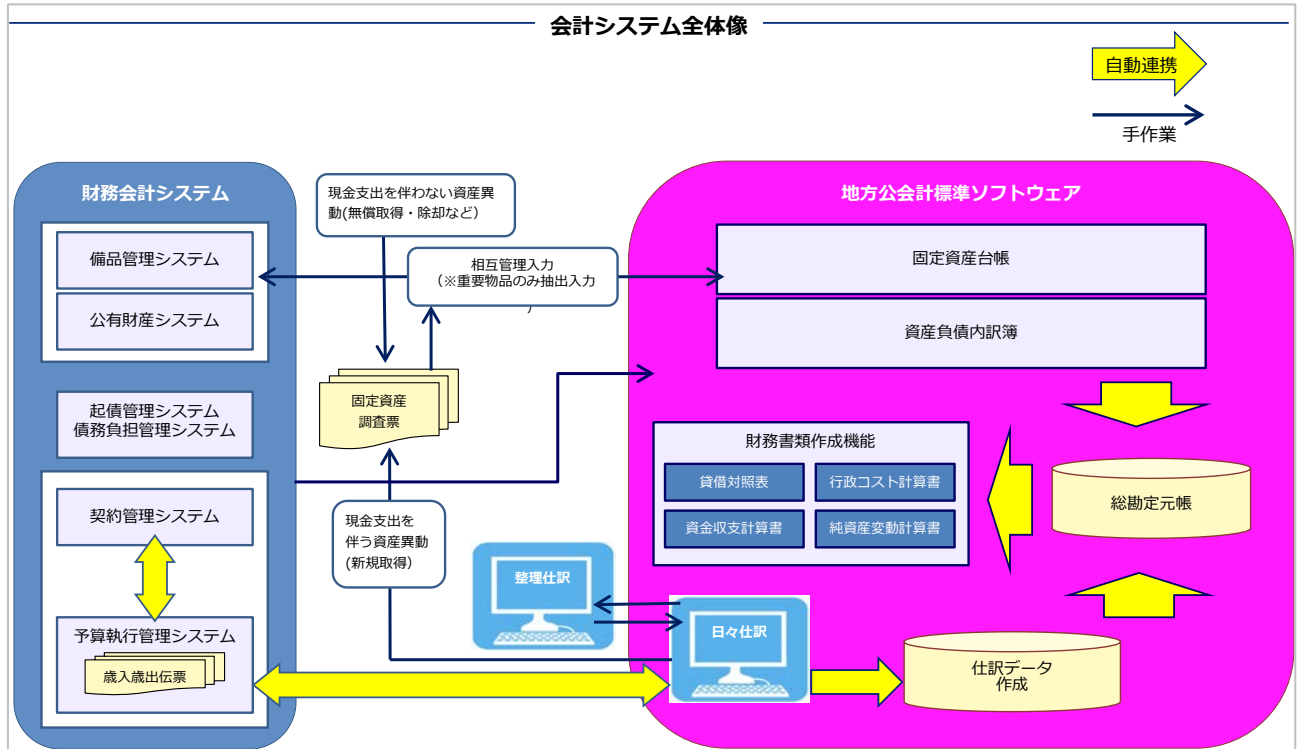 会計システム全体像
自動連携
手作業
財務会計システム
備品管理システム
公有財産システム
起債管理システム
債務負担管理システム
契約管理システム
予算執行管理システム
歳入歳出伝票
現金支出を伴わない資産異
動(無償取得・除却など）
相互管理入力
（※重要物品のみ抽出入力
）
固定資産
調査票
現金支出を
伴う資産異動
(新規取得）
整理仕訳
日々仕訳
地方公会計標準ソフトウェア
固定資産台帳
資産負債内訳簿
財務書類作成機能
貸借対照表
行政コスト計算書
資金収支計算書
純資産変動計算書
総勘定元帳
仕訳データ
作成